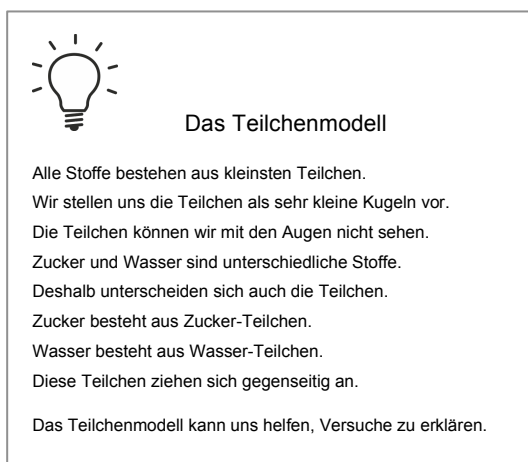 Das Teilchenmodell
Alle Stoffe bestehen aus kleinsten Teilchen.
Wir stellen uns die Teilchen als sehr kleine Kugeln vor.
Die Teilchen können wir mit den Augen nicht sehen.
Zucker und Wasser sind unterschiedliche Stoffe.
Deshalb unterscheiden sich auch die Teilchen.
Zucker besteht aus Zucker-Teilchen.
Wasser besteht aus Wasser-Teilchen.
Diese Teilchen ziehen sich gegenseitig an.
Das Teilchenmodell kann uns helfen, Versuche zu erklären.